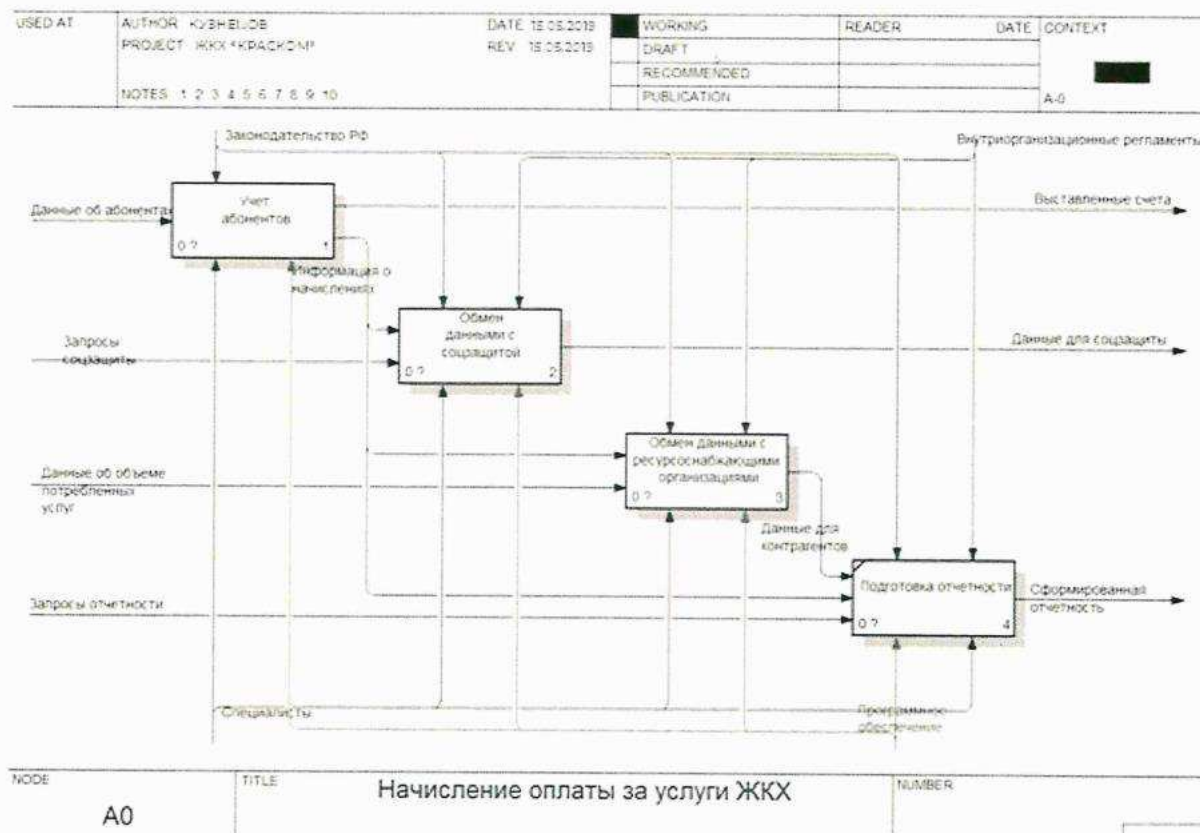 USED AT
AUTHOR: КУЗНЕЦОВ
DATE: 15.05.2019
WORKING
READER
DATE
CONTEXT
PROJECT: ЖКХ "КРАСКОМ"
REV: 15.05.2019
DRAFT
RECOMMENDED
NOTES 1 2 3 4 5 6 7 8 9 10
PUBLICATION
A-0
Законодательство РФ
Внутриорганизационные регламенты
Данные об абонента
Учет
абонентов
0 ?
1
Выставленные счета
Информация о
начислениях
Запросы
соцзащиты
Обмен
данными с
соцзащитой
0 ?
2
Данные для соцзащиты
Данные об объеме
потребленных
услуг
Обмен данными с
ресурсоснабжающими
организациями
0 ?
3
Данные для
контрагентов
Запросы отчетности
Подготовка отчетности
0 ?
4
Сформированная
отчетность
Специалисты
Программное
обеспечение
NODE
TITLE
Начисление оплаты за услуги ЖКХ
NUMBER
A0